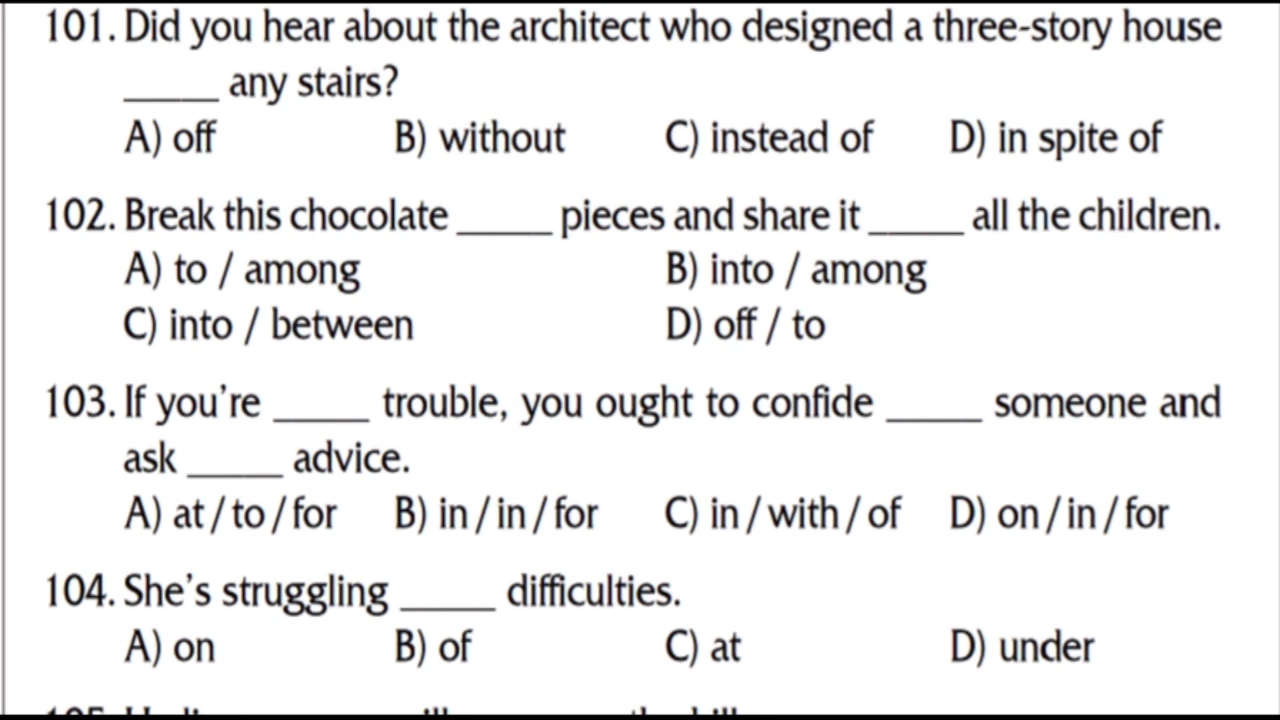 101. Did you hear about the architect who designed a three-story house
_____ any stairs?
A) off B) without C) instead of D) in spite of
102. Break this chocolate _____ pieces and share it _____ all the children.
A) to / among B) into / among
C) into / between D) off / to
103. If you're _____ trouble, you ought to confide _____ someone and
ask _____ advice.
A) at / to / for B) in / in / for C) in / with / of D) on / in / for
104. She's struggling _____ difficulties.
A) on B) of C) at D) under